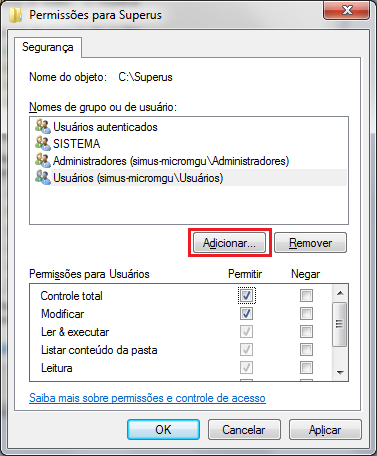 Permissões para Superus
Segurança
Nome do objeto: C:\Superus
Nomes de grupo ou de usuário:
Usuários autenticados
SISTEMA
Administradores (simus-micromgu\Administradores)
Usuários (simus-micromgu\Usuários)
Adicionar... Remover
Permissões para Usuários Permitir Negar
Controle total
Modificar
Ler & executar
Listar conteúdo da pasta
Leitura
Saiba mais sobre permissões e controle de acesso
OK Cancelar Aplicar